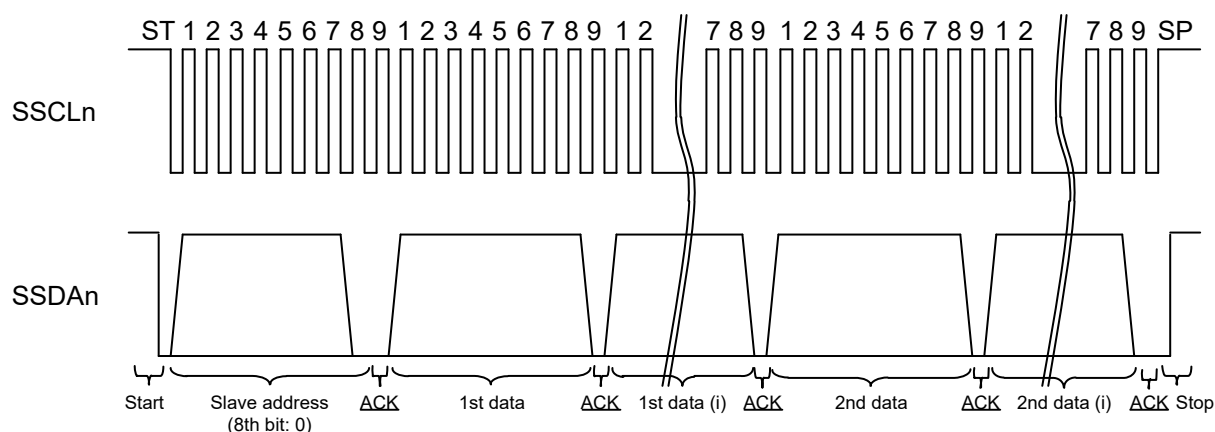 ST 1 2 3 4 5 6 7 8 9 1 2 3 4 5 6 7 8 9 1 2 7 8 9 1 2 3 4 5 6 7 8 9 1 2 7 8 9 SP
SSCLn
SSDAn
Start Slave address ACK 1st data ACK 1st data (i) ACK 2nd data ACK 2nd data (i) ACK Stop
(8th bit: 0)